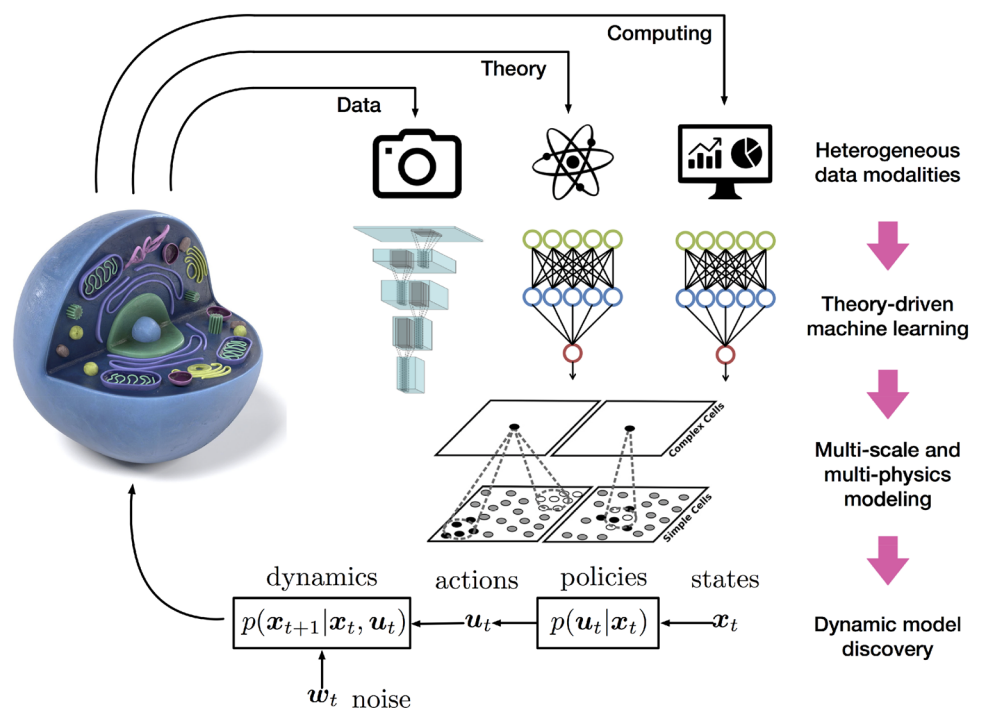 Computing
Theory
Data
Heterogeneous
data modalities
Theory-driven
machine learning
Complex Cells
Multi-scale and
multi-physics
modeling
Simple Cells
dynamics actions policies states
p(x_{t+1}|x_t, u_t) u_t p(u_t|x_t) x_t
Dynamic model
discovery
w_t noise